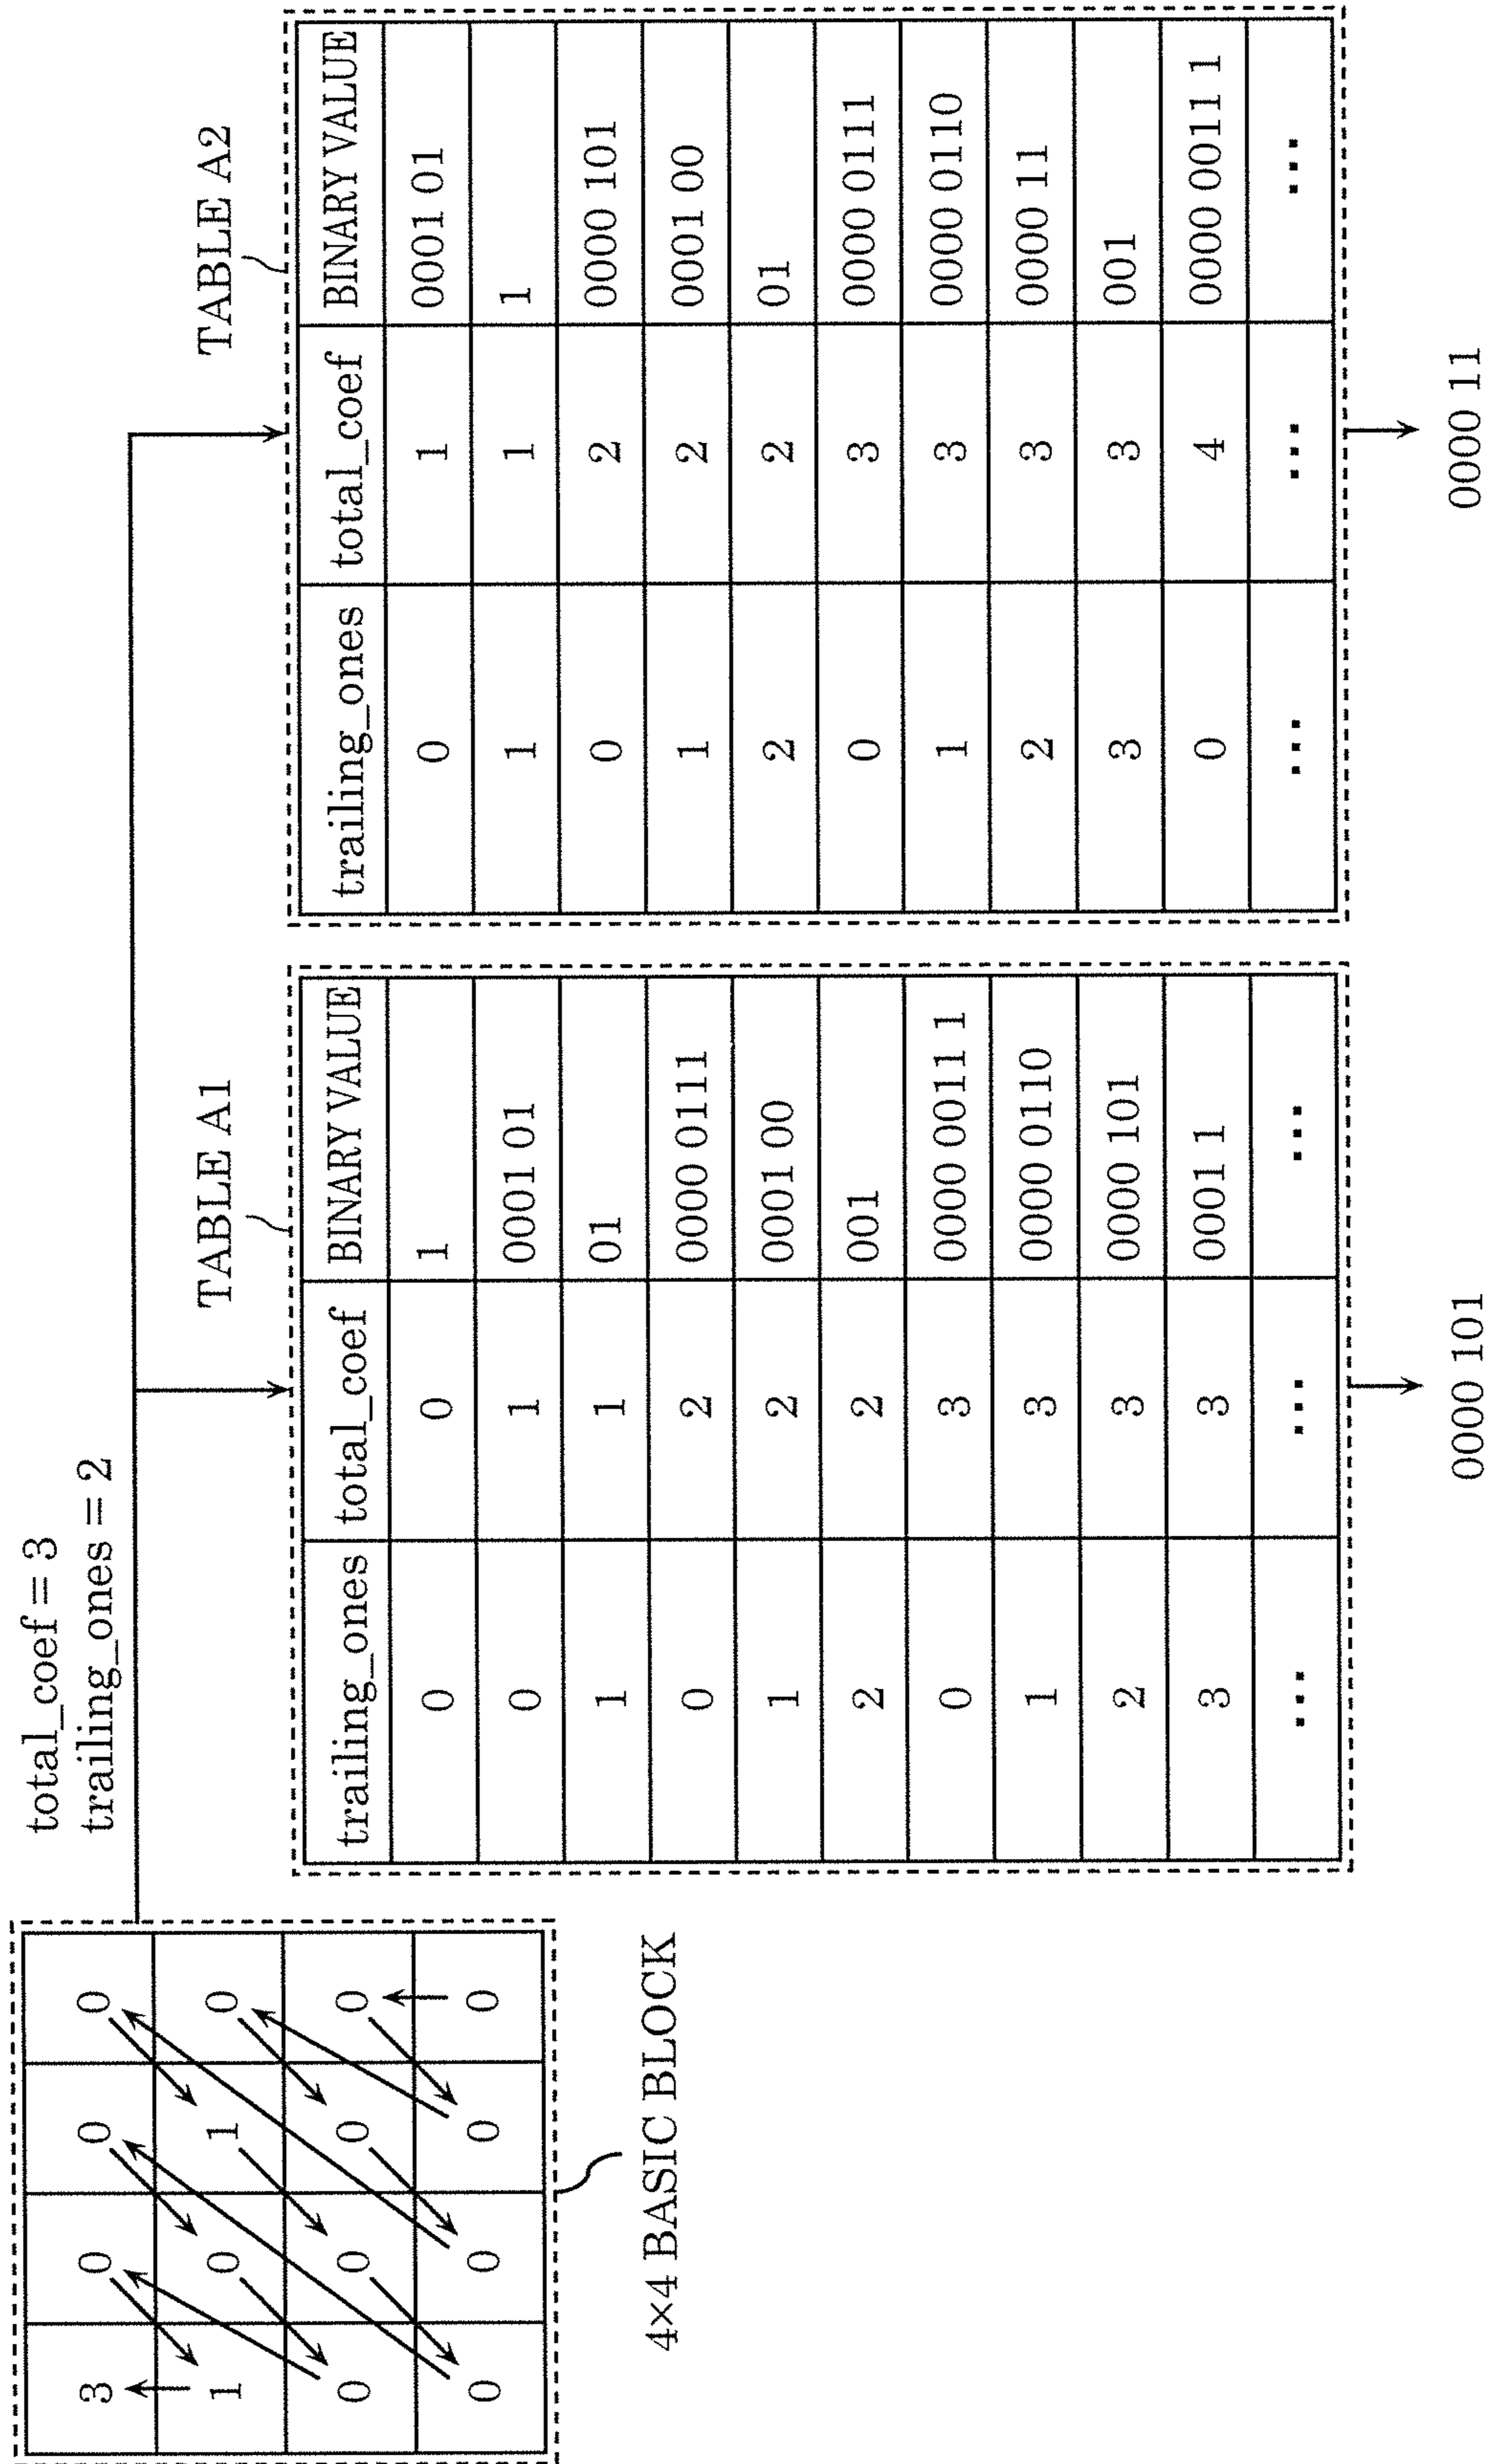 total_coef = 3
trailing_ones = 2
3 0 0 0
1 0 1 0
0 0 0 0
0 0 0 0
4×4 BASIC BLOCK
TABLE A1
trailing_ones total_coef BINARY VALUE
0 0 1
0 1 0001 01
1 1 01
0 2 0000 0111
1 2 0001 00
2 2 001
0 3 0000 0011 1
1 3 0000 0110
2 3 0000 101
3 3 0001 1
... ... ...
0000 101
TABLE A2
trailing_ones total_coef BINARY VALUE
0 1 0001 01
1 1 1
0 2 0000 101
1 2 0001 00
2 2 01
0 3 0000 0111
1 3 0000 0110
2 3 0000 11
3 3 001
0 4 0000 0011 1
... ... ...
0000 11